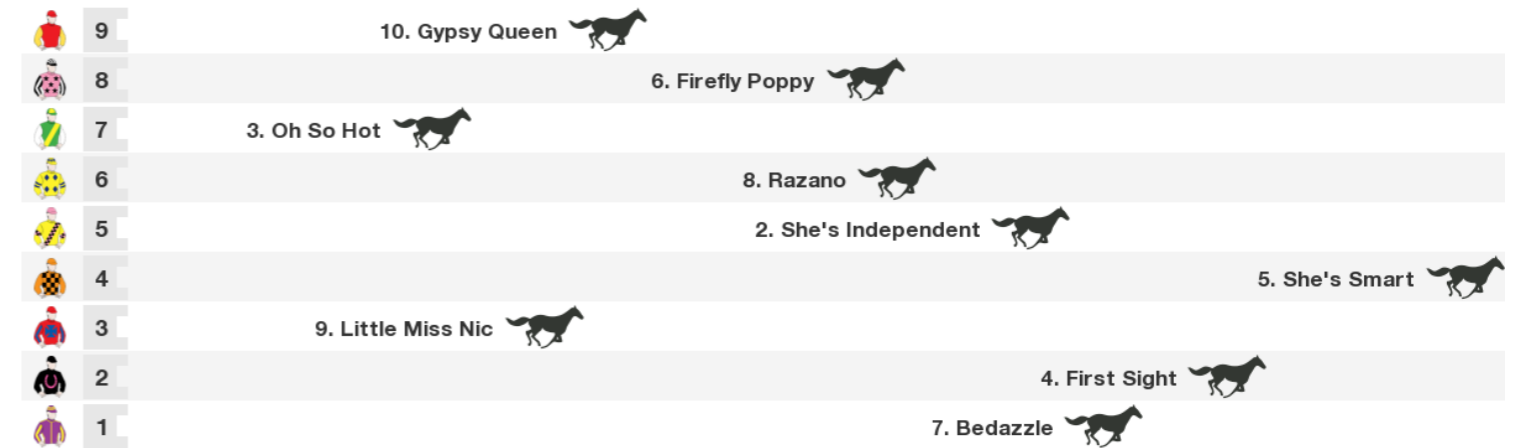 9 10. Gypsy Queen
8 6. Firefly Poppy
7 3. Oh So Hot
6 8. Razano
5 2. She's Independent
4 5. She's Smart
3 9. Little Miss Nic
2 4. First Sight
1 7. Bedazzle